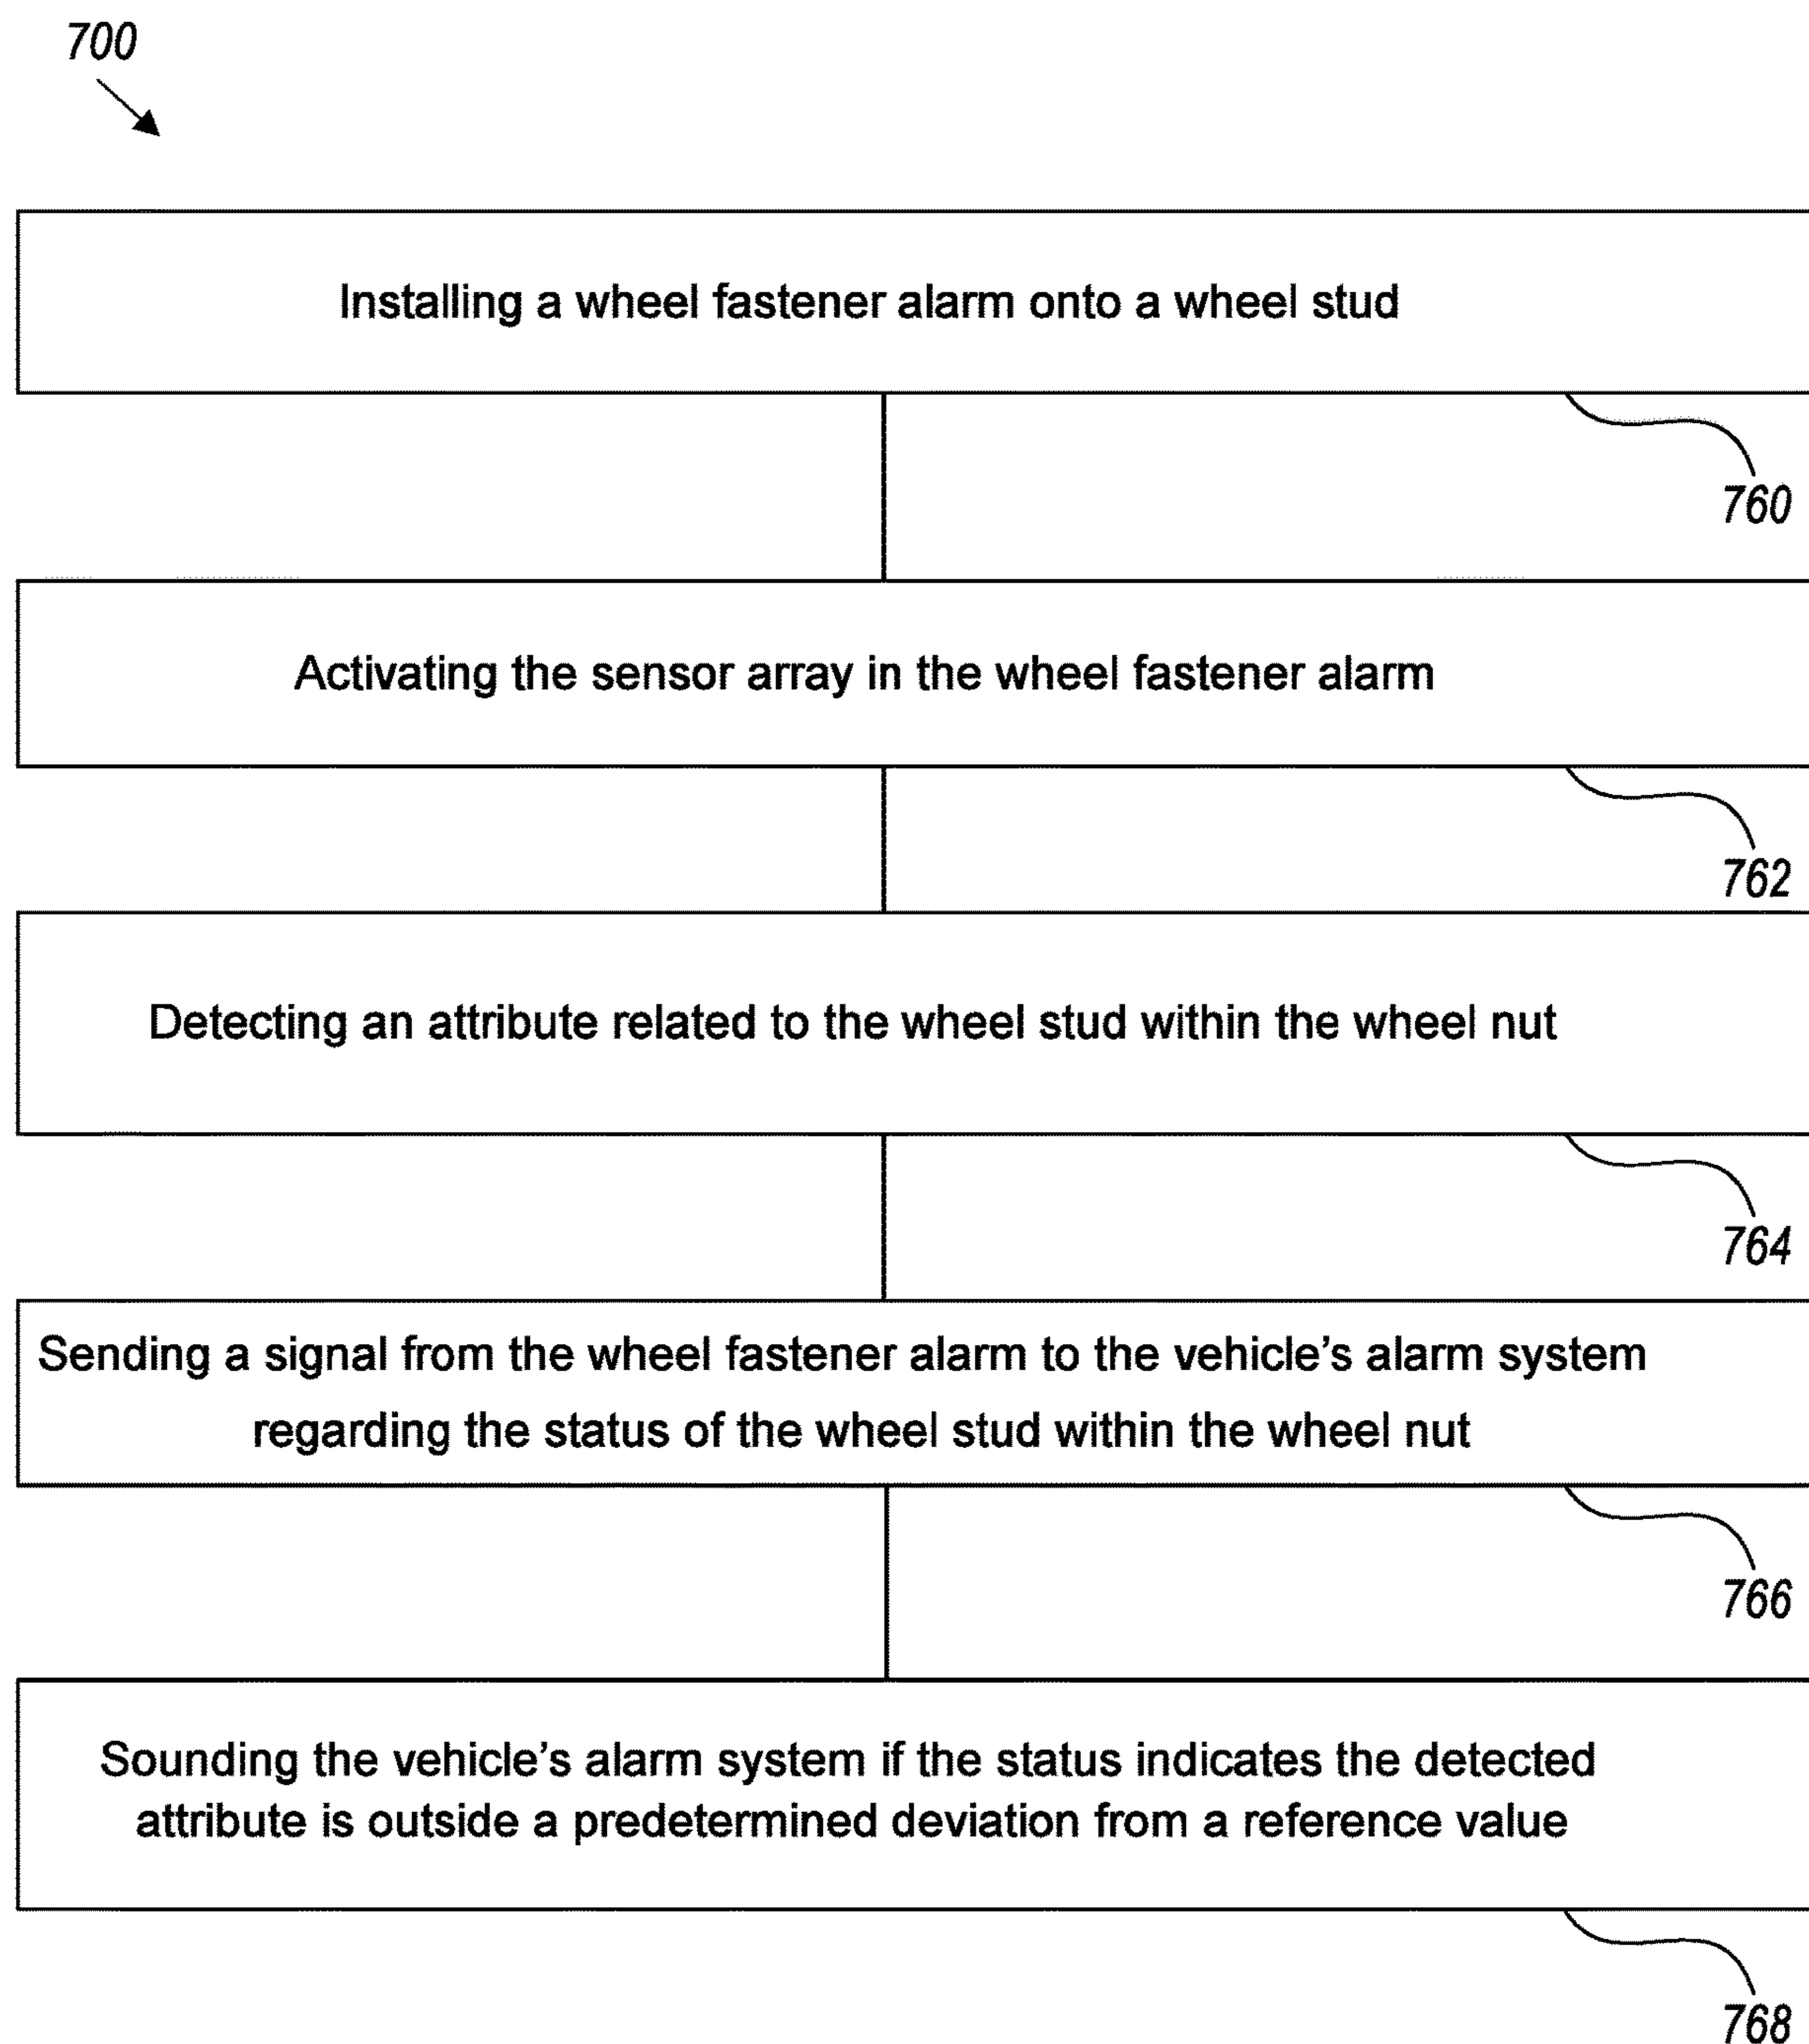 700
Installing a wheel fastener alarm onto a wheel stud
760
Activating the sensor array in the wheel fastener alarm
762
Detecting an attribute related to the wheel stud within the wheel nut
764
Sending a signal from the wheel fastener alarm to the vehicle’s alarm system
regarding the status of the wheel stud within the wheel nut
766
Sounding the vehicle’s alarm system if the status indicates the detected
attribute is outside a predetermined deviation from a reference value
768